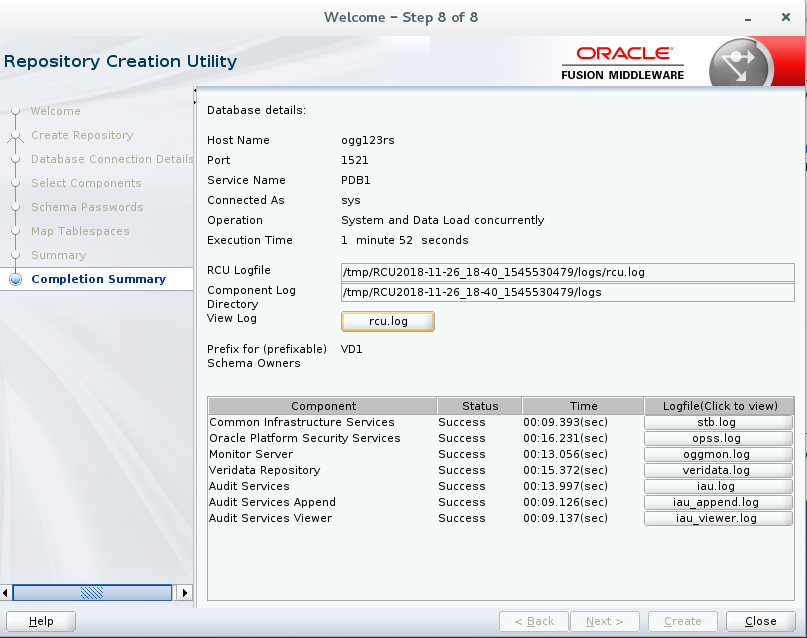 Welcome – Step 8 of 8
Repository Creation Utility
ORACLE
FUSION MIDDLEWARE
Welcome
Create Repository
Database Connection Details
Select Components
Schema Passwords
Map Tablespaces
Summary
Completion Summary
Database details:
Host Name ogg123rs
Port 1521
Service Name PDB1
Connected As sys
Operation System and Data Load concurrently
Execution Time 1 minute 52 seconds
RCU Logfile /tmp/RCU2018-11-26_18-40_1545530479/logs/rcu.log
Component Log Directory /tmp/RCU2018-11-26_18-40_1545530479/logs
View Log rcu.log
Prefix for (prefixable) VD1
Schema Owners
Component Status Time Logfile(Click to view)
Common Infrastructure Services Success 00:09.393(sec) stb.log
Oracle Platform Security Services Success 00:16.231(sec) opss.log
Monitor Server Success 00:13.056(sec) oggmon.log
Veridata Repository Success 00:15.372(sec) veridata.log
Audit Services Success 00:13.997(sec) iau.log
Audit Services Append Success 00:09.126(sec) iau_append.log
Audit Services Viewer Success 00:09.137(sec) iau_viewer.log
Help < Back Next > Create Close